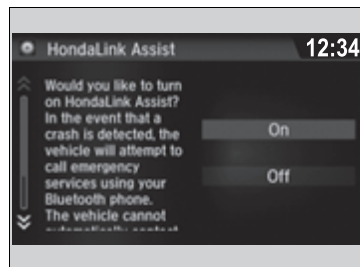 HondaLink Assist
12:34
Would you like to turn
on HondaLink Assist?
In the event that a
crash is detected, the
vehicle will attempt to
call emergency
services using your
Bluetooth phone.
The vehicle cannot
On
Off